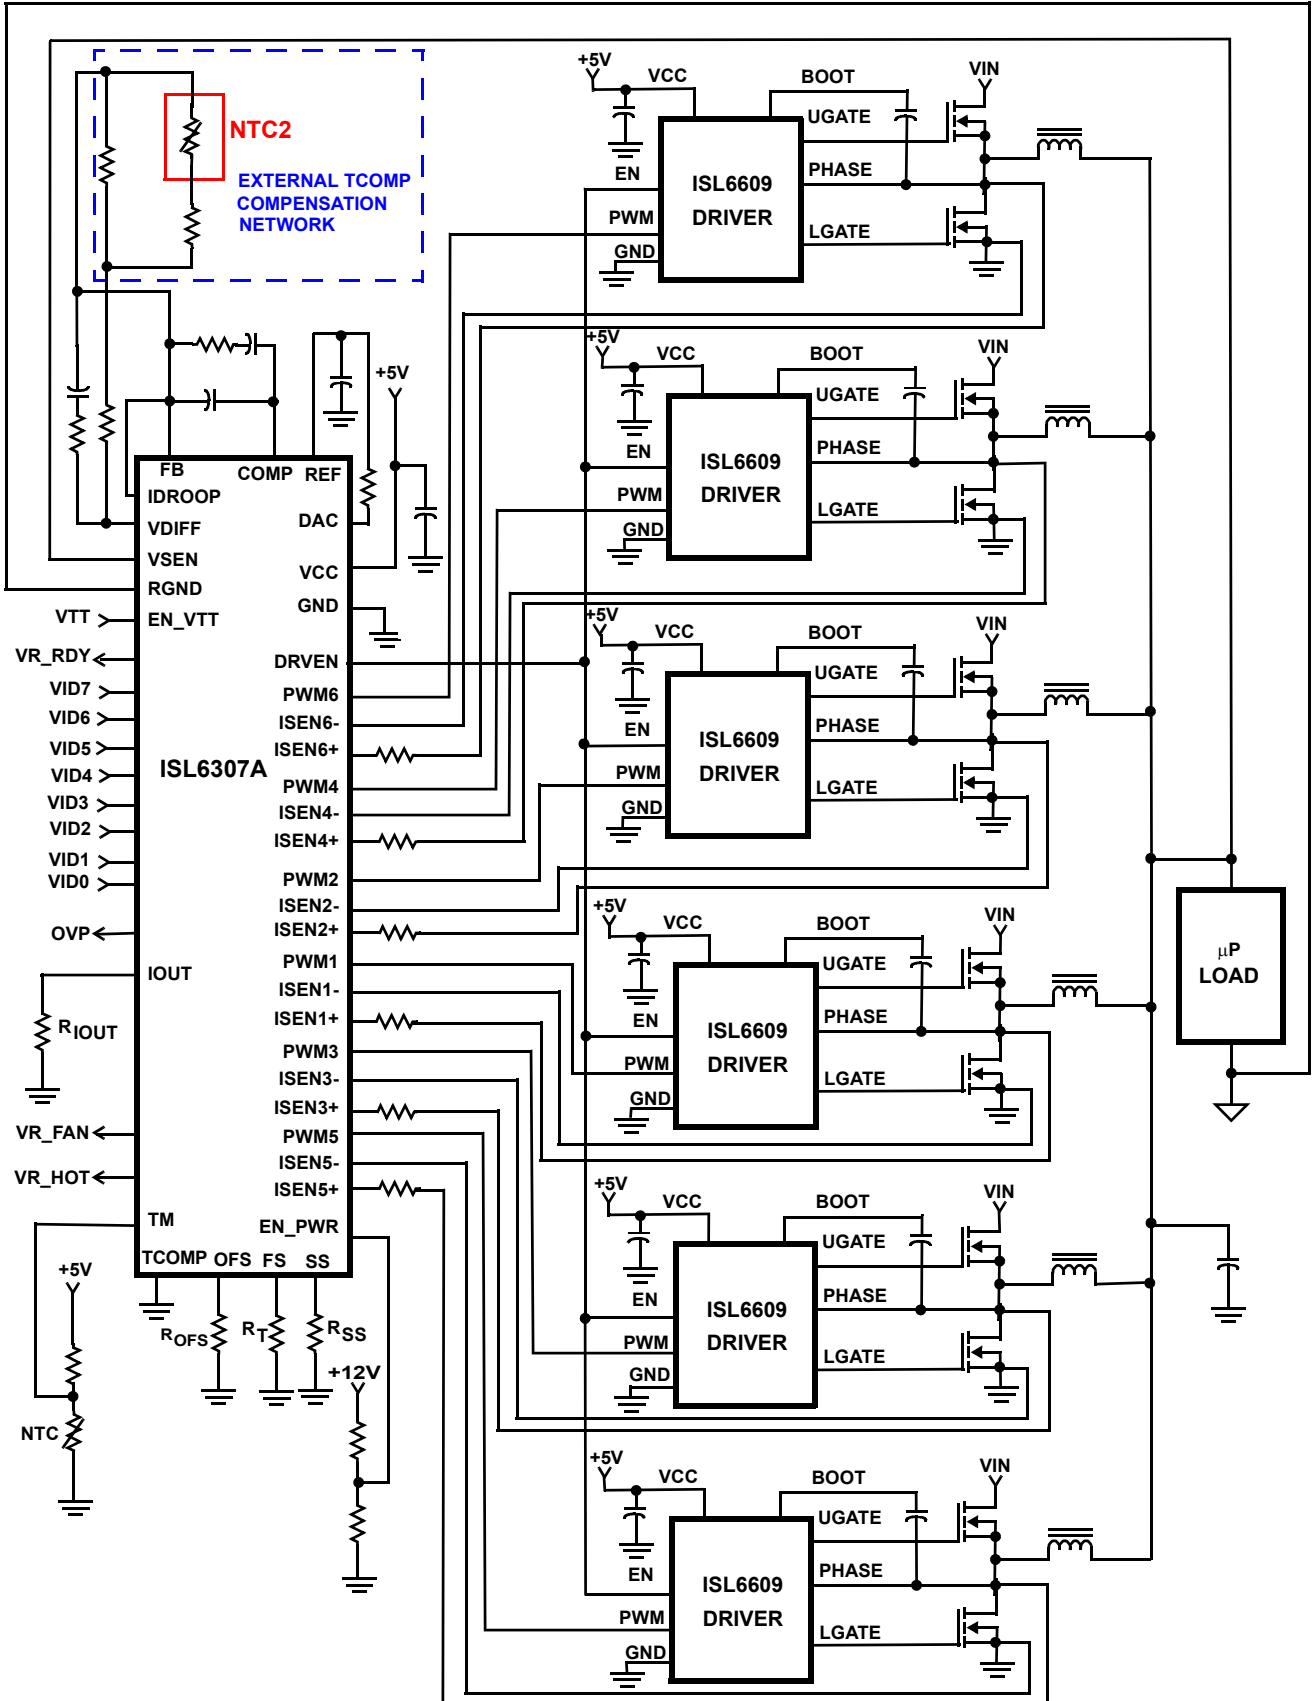 NTC2
EXTERNAL TCOMP
COMPENSATION
NETWORK
+5V
VCC
BOOT
VIN
UGATE
EN
ISL6609
DRIVER
PHASE
PWM
LGATE
GND
+5V
VCC
BOOT
VIN
UGATE
EN
ISL6609
DRIVER
PHASE
PWM
LGATE
GND
+5V
VCC
BOOT
VIN
UGATE
EN
ISL6609
DRIVER
PHASE
PWM
LGATE
GND
+5V
VCC
BOOT
VIN
UGATE
EN
ISL6609
DRIVER
PHASE
PWM
LGATE
GND
+5V
VCC
BOOT
VIN
UGATE
EN
ISL6609
DRIVER
PHASE
PWM
LGATE
GND
+5V
VCC
BOOT
VIN
UGATE
EN
ISL6609
DRIVER
PHASE
PWM
LGATE
GND
+5V
FB
COMP
REF
IDROOP
VDIFF
VSEN
RGND
EN_VTT
DAC
VCC
GND
DRVEN
PWM6
ISEN6-
ISEN6+
PWM4
ISEN4-
ISEN4+
PWM2
ISEN2-
ISEN2+
PWM1
ISEN1-
ISEN1+
PWM3
ISEN3-
ISEN3+
PWM5
ISEN5-
ISEN5+
EN_PWR
ISL6307A
IOUT
TM
TCOMP
OFS
FS
SS
VTT
VR_RDY
VID7
VID6
VID5
VID4
VID3
VID2
VID1
VID0
OVP
RIOUT
VR_FAN
VR_HOT
+5V
NTC
ROFS
RT
RSS
+12V
µP
LOAD